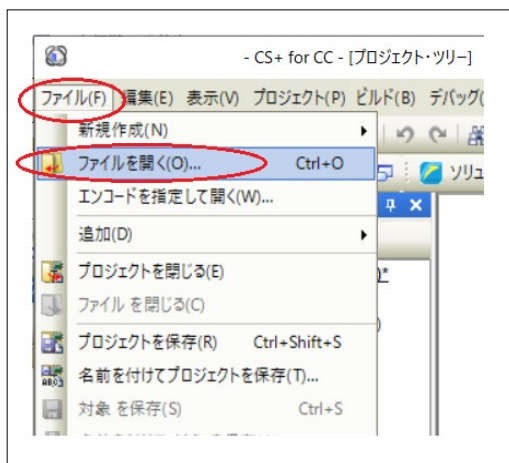 - CS+ for CC - [プロジェクト・ツリー]
ファイル(F) 編集(E) 表示(V) プロジェクト(P) ビルド(B) デバッグ(
新規作成(N)
ファイルを開く(O)... Ctrl+O
ソリュ
エンコードを指定して開く(W)...
追加(D)
プロジェクトを閉じる(E)
ファイル を閉じる(C)
プロジェクトを保存(R) Ctrl+Shift+S
名前を付けてプロジェクトを保存(T)...
対象 を保存(S) Ctrl+S